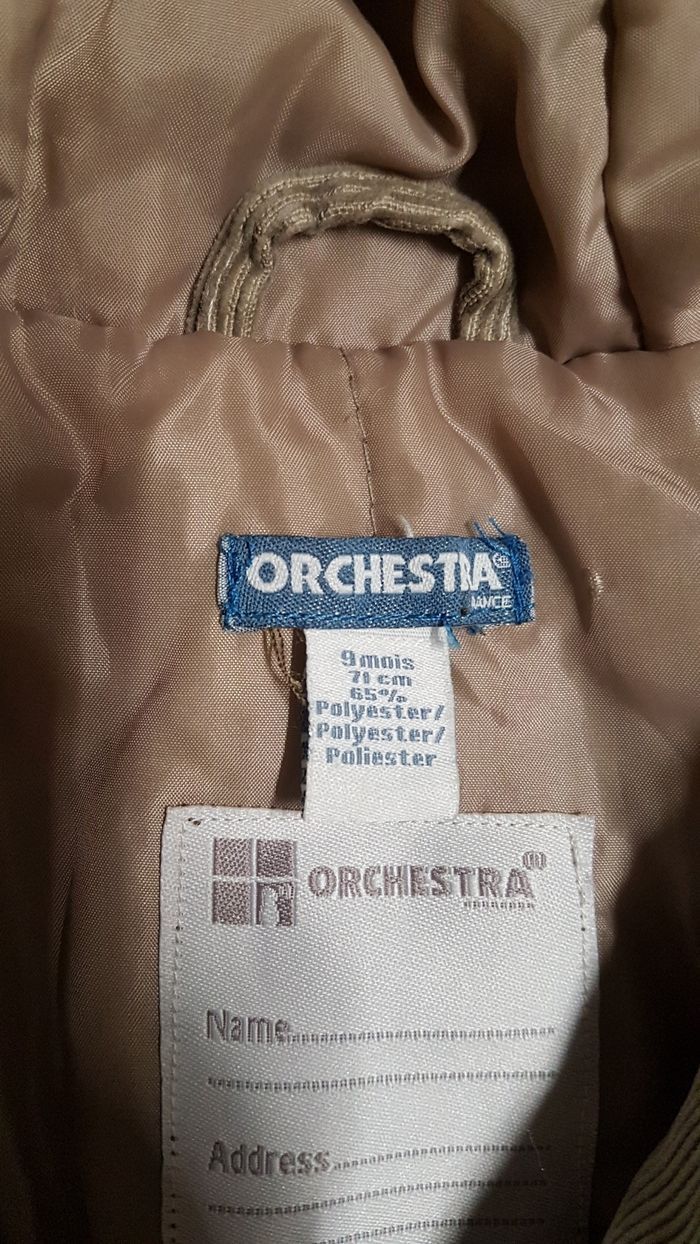 ORCHESTRA
9 mois
71 cm
65%
Polyester/
Polyester/
Poliester
ORCHESTRA
Name
Address